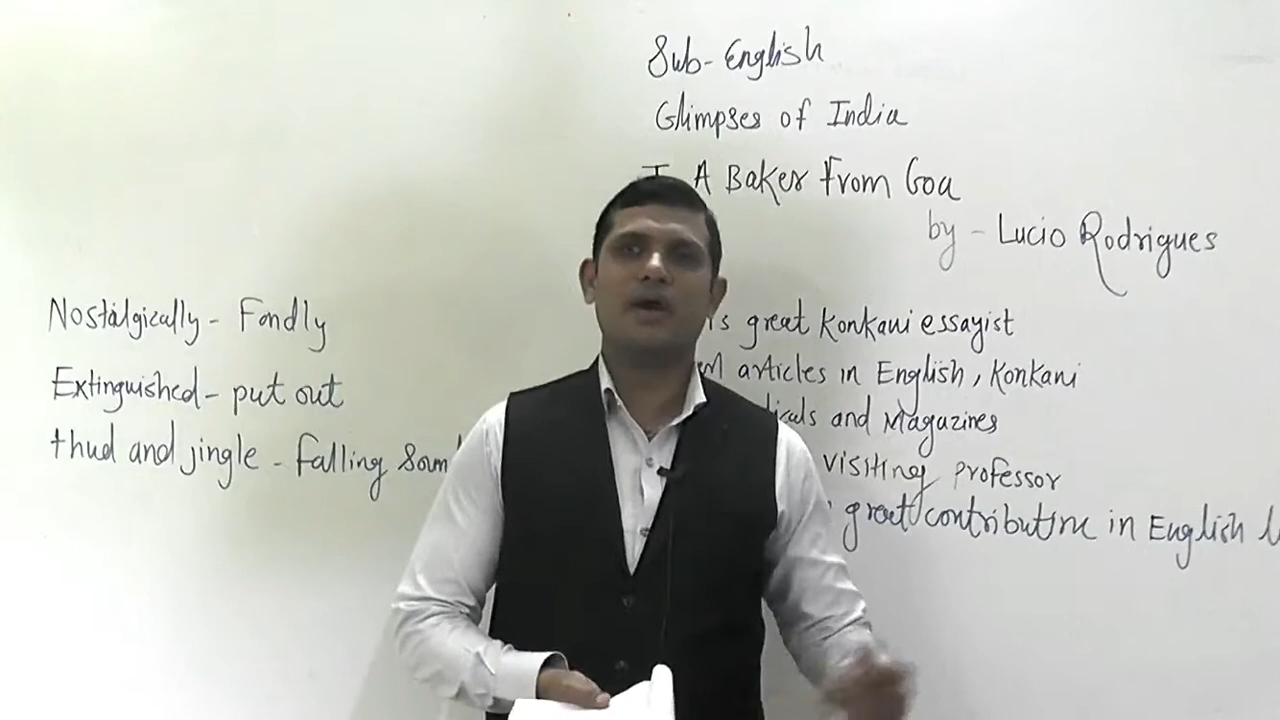 Sub- English
Glimpses of India
I A Baker From Goa
by - Lucio Rodrigues
Nostalgically - Fondly
Extinguished - put out
thud and jingle - falling
great Konkani essayist
articles in English, Konkani
and Magazines
visiting professor
great contribution in English